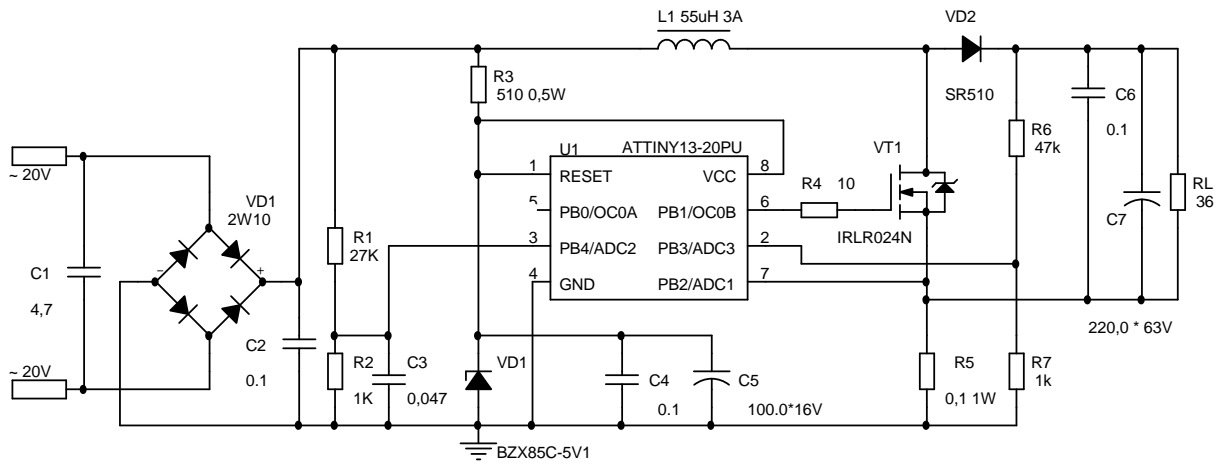 L1 55uH 3A
VD2
SR510
R3
510 0,5W
U1
ATTINY13-20PU
1
RESET
VCC
8
5
PB0/OC0A
PB1/OC0B
6
3
PB4/ADC2
PB3/ADC3
2
4
GND
PB2/ADC1
7
R4 10
VT1
IRLR024N
R6
47k
C6
0.1
C7
RL
36
220,0 * 63V
~ 20V
VD1
2W10
−
+
C1
4,7
~ 20V
C2
0.1
R1
27K
R2
1K
C3
0,047
VD1
BZX85C-5V1
C4
0.1
C5
100.0*16V
R5
0,1 1W
R7
1k